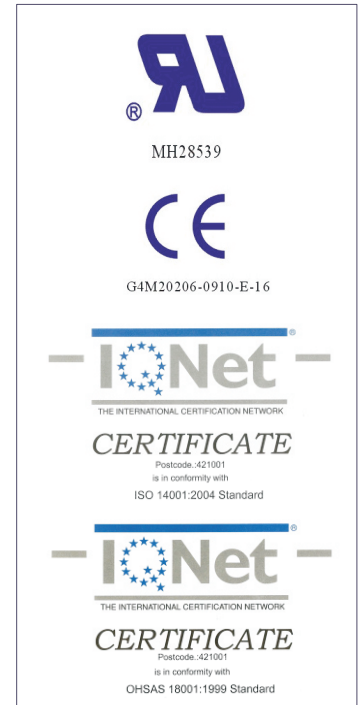 RU
®
MH28539
CE
G4M20206-0910-E-16
®
IQNet
THE INTERNATIONAL CERTIFICATION NETWORK
CERTIFICATE
Postcode.:421001
is in conformity with
ISO 14001:2004 Standard
®
IQNet
THE INTERNATIONAL CERTIFICATION NETWORK
CERTIFICATE
Postcode.:421001
is in conformity with
OHSAS 18001:1999 Standard